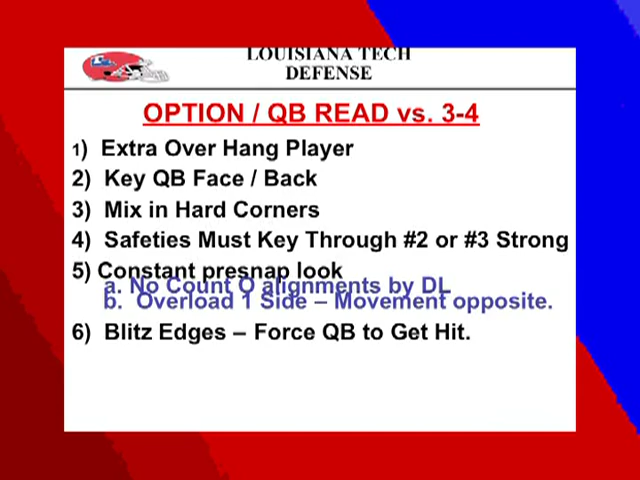 LOUISIANA TECH
DEFENSE
OPTION / QB READ vs. 3-4
1) Extra Over Hang Player
2) Key QB Face / Back
3) Mix in Hard Corners
4) Safeties Must Key Through #2 or #3 Strong
5) Constant presnap look
a. No Count O alignments by DL
b. Overload 1 Side – Movement opposite.
6) Blitz Edges – Force QB to Get Hit.